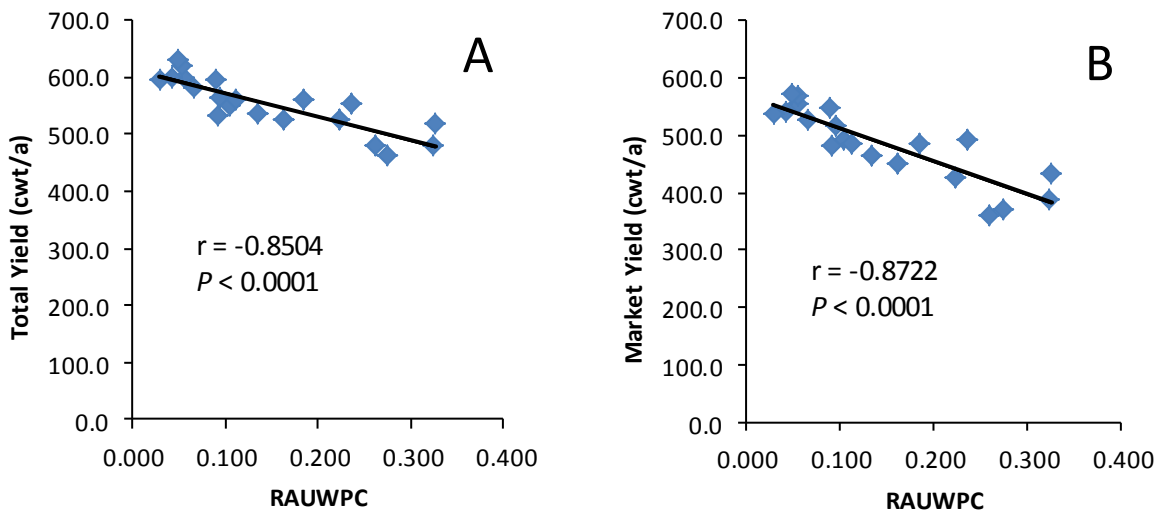 A
Total Yield (cwt/a)
700.0
600.0
500.0
400.0
300.0
200.0
100.0
0.0
r = -0.8504
P < 0.0001
0.000 0.100 0.200 0.300 0.400
RAUWPC
B
Market Yield (cwt/a)
700.0
600.0
500.0
400.0
300.0
200.0
100.0
0.0
r = -0.8722
P < 0.0001
0.000 0.100 0.200 0.300 0.400
RAUWPC